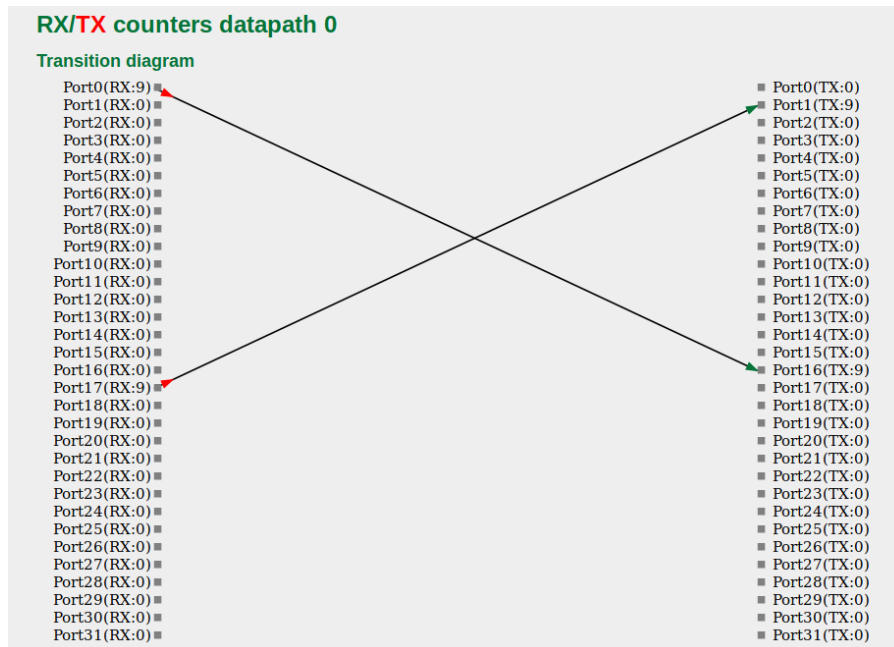 RX/TX counters datapath 0
Transition diagram
Port0(RX:9) Port0(TX:0)
Port1(RX:0) Port1(TX:9)
Port2(RX:0) Port2(TX:0)
Port3(RX:0) Port3(TX:0)
Port4(RX:0) Port4(TX:0)
Port5(RX:0) Port5(TX:0)
Port6(RX:0) Port6(TX:0)
Port7(RX:0) Port7(TX:0)
Port8(RX:0) Port8(TX:0)
Port9(RX:0) Port9(TX:0)
Port10(RX:0) Port10(TX:0)
Port11(RX:0) Port11(TX:0)
Port12(RX:0) Port12(TX:0)
Port13(RX:0) Port13(TX:0)
Port14(RX:0) Port14(TX:0)
Port15(RX:0) Port15(TX:0)
Port16(RX:0) Port16(TX:9)
Port17(RX:9) Port17(TX:0)
Port18(RX:0) Port18(TX:0)
Port19(RX:0) Port19(TX:0)
Port20(RX:0) Port20(TX:0)
Port21(RX:0) Port21(TX:0)
Port22(RX:0) Port22(TX:0)
Port23(RX:0) Port23(TX:0)
Port24(RX:0) Port24(TX:0)
Port25(RX:0) Port25(TX:0)
Port26(RX:0) Port26(TX:0)
Port27(RX:0) Port27(TX:0)
Port28(RX:0) Port28(TX:0)
Port29(RX:0) Port29(TX:0)
Port30(RX:0) Port30(TX:0)
Port31(RX:0) Port31(TX:0)